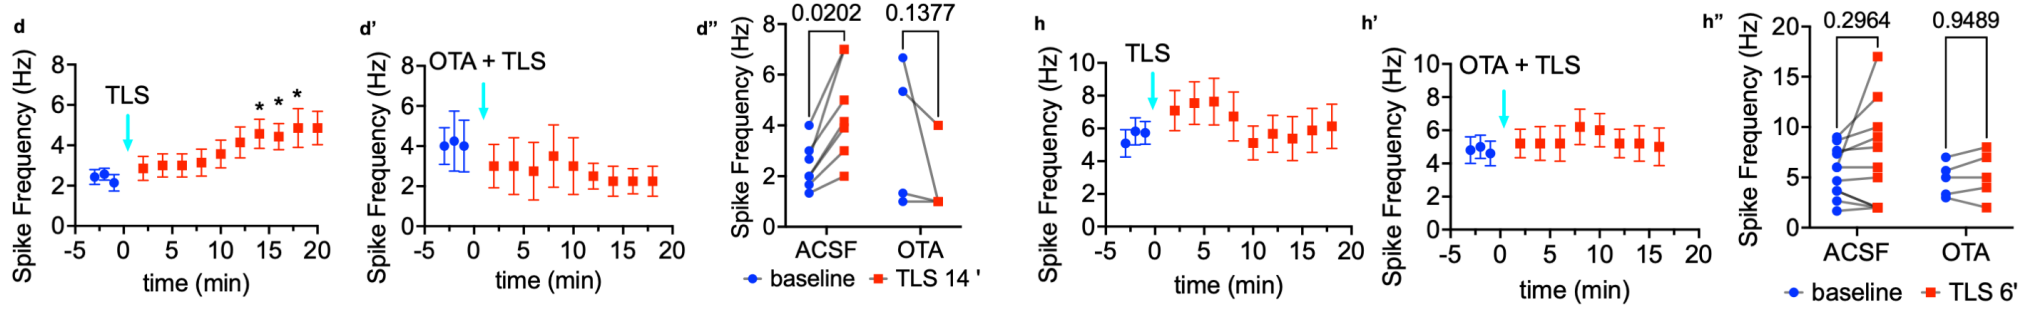 d
Spike Frequency (Hz)
8
6
4
2
0
TLS
* * *
-5 0 5 10 15 20
time (min)
d'
Spike Frequency (Hz)
8
6
4
2
0
OTA + TLS
-5 0 5 10 15 20
time (min)
d"
Spike Frequency (Hz)
8
6
4
2
0
0.0202 0.1377
ACSF OTA
baseline TLS 14 '
h
Spike Frequency (Hz)
10
8
6
4
2
0
TLS
-5 0 5 10 15 20
time (min)
h'
Spike Frequency (Hz)
10
8
6
4
2
0
OTA + TLS
-5 0 5 10 15 20
time (min)
h"
Spike Frequency (Hz)
20
15
10
5
0
0.2964 0.9489
ACSF OTA
baseline TLS 6'